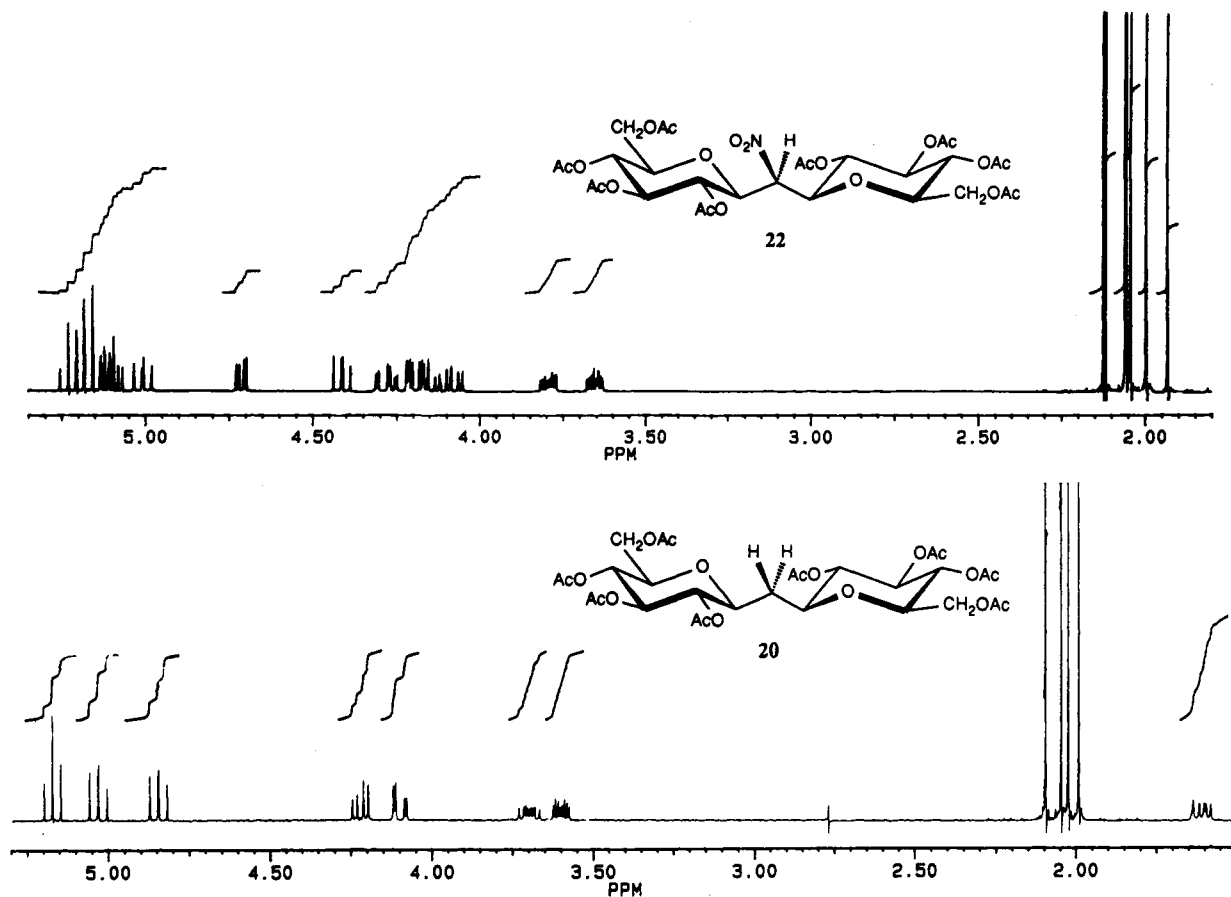 CH₂OAc
AcO
AcO
AcO
O
O₂N
H
AcO
OAc
OAc
O
CH₂OAc
22
5.00 4.50 4.00 3.50 3.00 2.50 2.00
PPM
CH₂OAc
AcO
AcO
AcO
O
H H
AcO
OAc
OAc
O
CH₂OAc
20
5.00 4.50 4.00 3.50 3.00 2.50 2.00
PPM